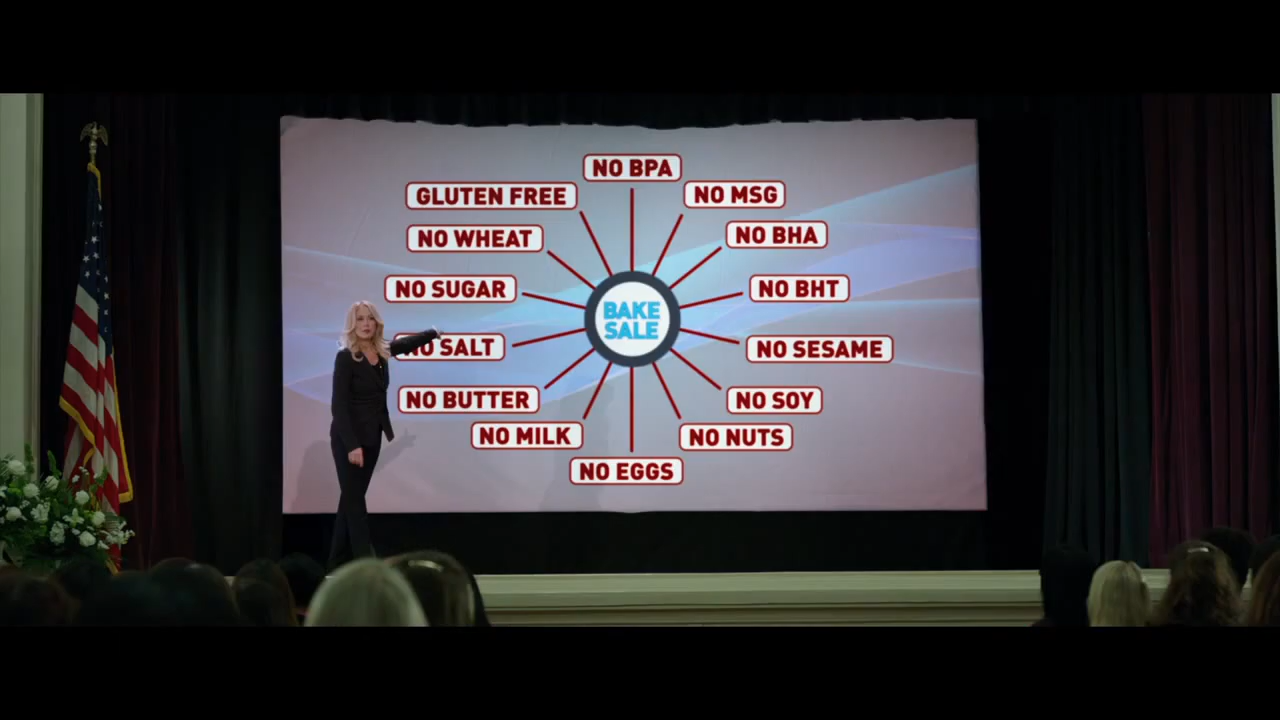 NO BPA
GLUTEN FREE
NO MSG
NO WHEAT
NO BHA
NO SUGAR
NO BHT
BAKE
SALE
NO SALT
NO SESAME
NO BUTTER
NO SOY
NO MILK
NO NUTS
NO EGGS